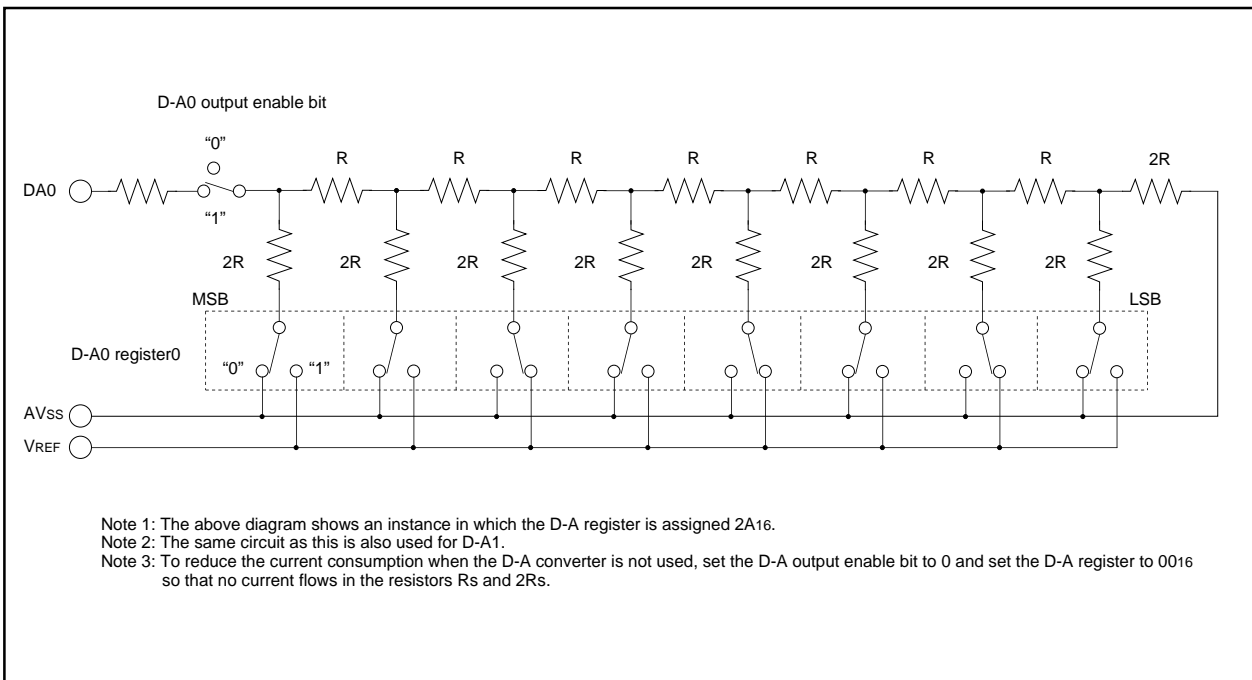 D-A0 output enable bit
“0”
R R R R R R R 2R
DA0
“1”
2R 2R 2R 2R 2R 2R 2R 2R
MSB LSB
D-A0 register0
“0” “1”
AVSS
VREF
Note 1: The above diagram shows an instance in which the D-A register is assigned 2A16.
Note 2: The same circuit as this is also used for D-A1.
Note 3: To reduce the current consumption when the D-A converter is not used, set the D-A output enable bit to 0 and set the D-A register to 0016
so that no current flows in the resistors Rs and 2Rs.